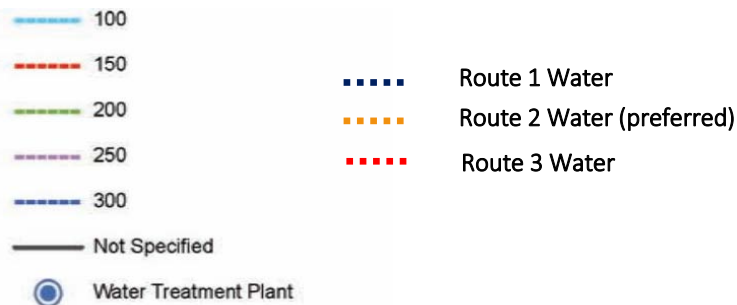 100
150
200
250
300
Not Specified
Water Treatment Plant
Route 1 Water
Route 2 Water (preferred)
Route 3 Water